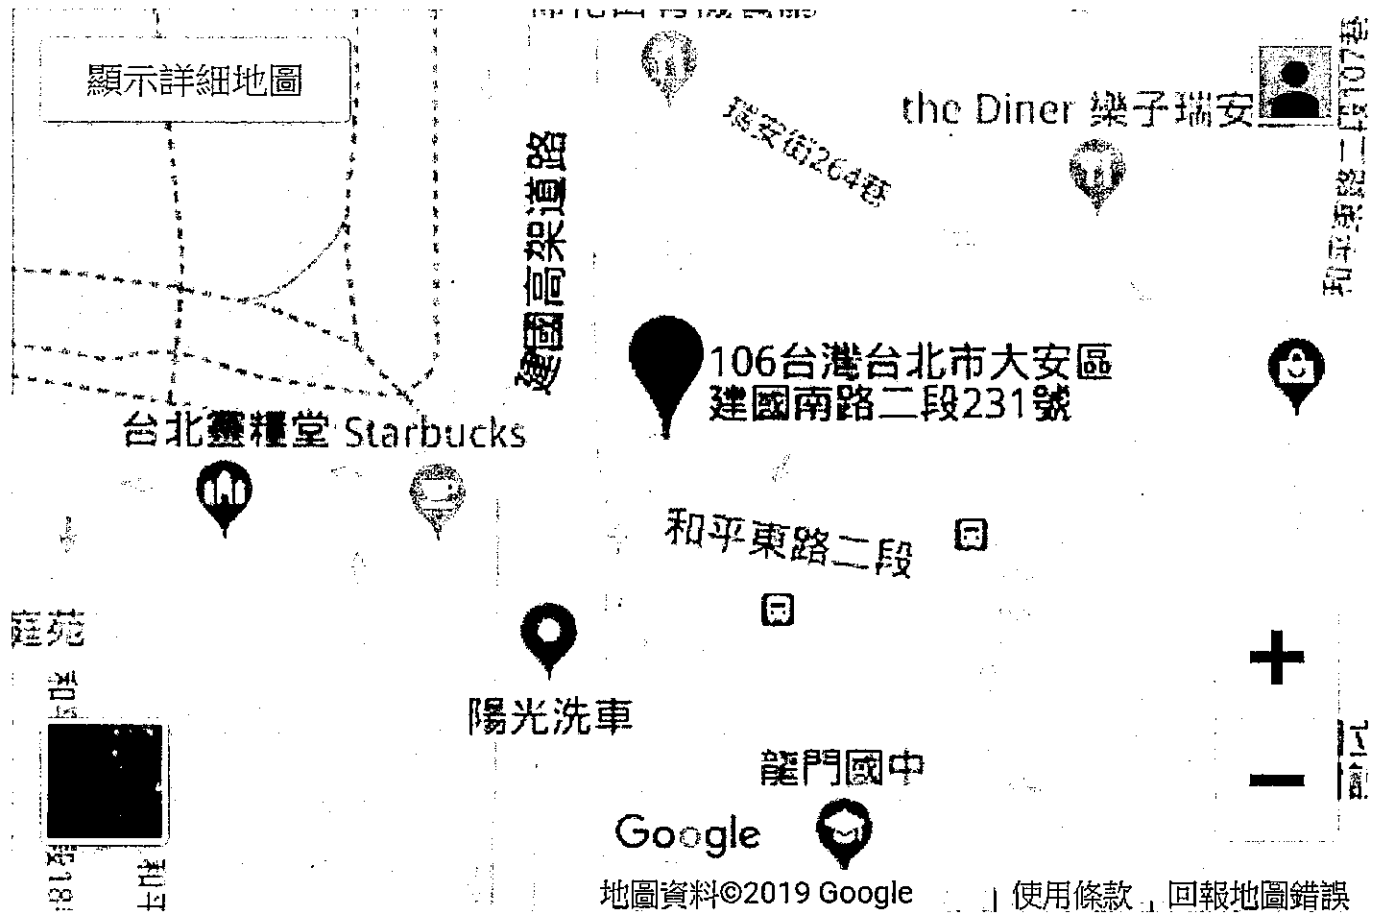 顯示詳細地圖
the Diner 樂子瑞安
瑞安街264巷
和平東路二段107巷
建國高架道路
106台灣台北市大安區
建國南路二段231號
台北靈糧堂 Starbucks
和平東路二段
庭苑
陽光洗車
龍門國中
Google
地圖資料©2019 Google
使用條款
回報地圖錯誤